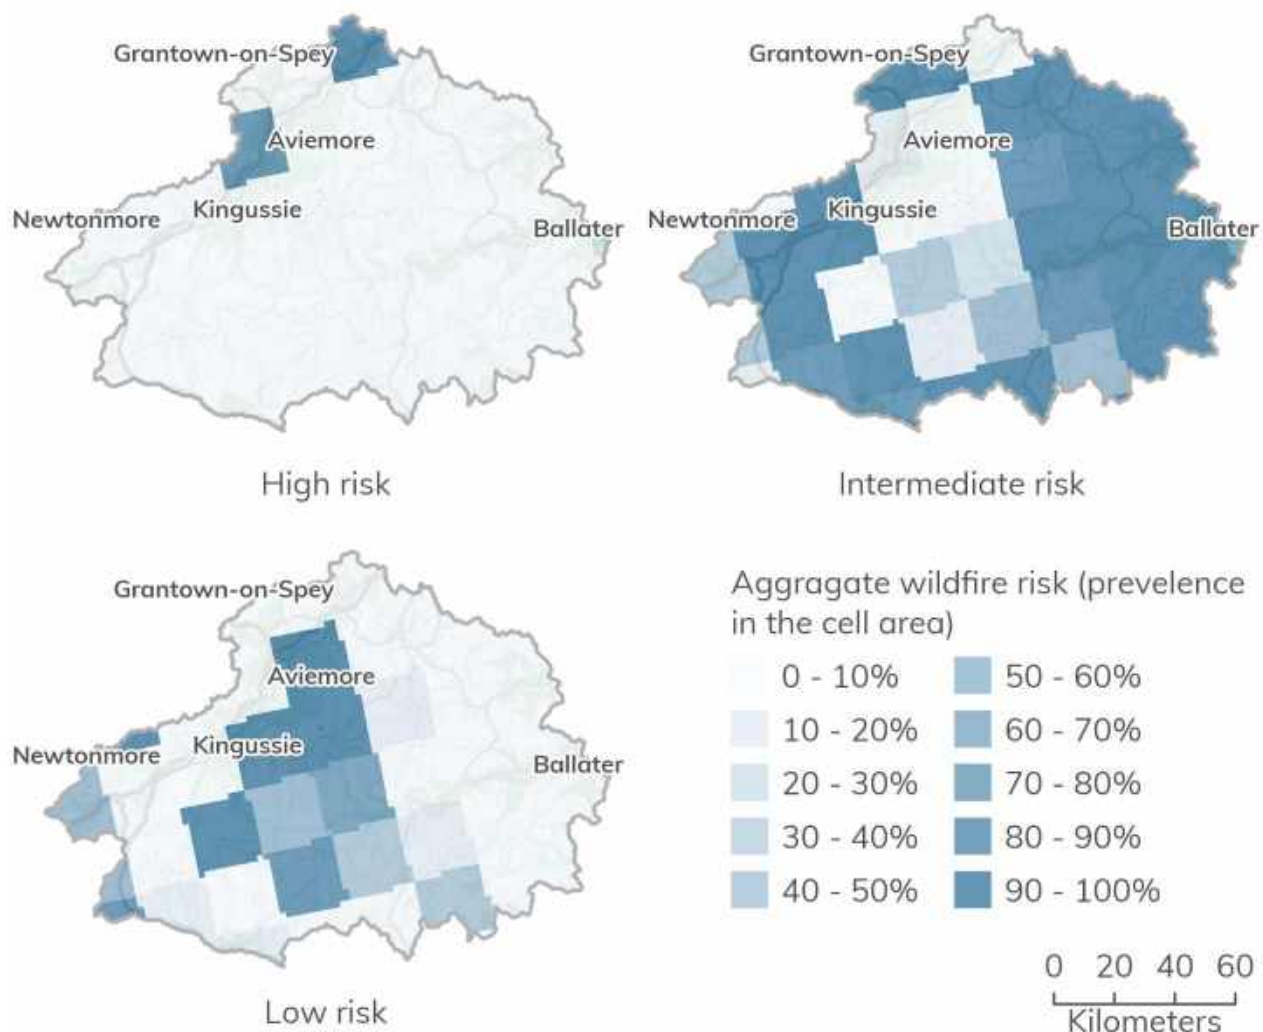 Grantown-on-Spey
Aviemore
Kingussie
Newtonmore
Ballater
High risk
Grantown-on-Spey
Aviemore
Kingussie
Newtonmore
Ballater
Intermediate risk
Grantown-on-Spey
Aviemore
Kingussie
Newtonmore
Ballater
Low risk
Aggragate wildfire risk (prevelence
in the cell area)
0 - 10%
10 - 20%
20 - 30%
30 - 40%
40 - 50%
50 - 60%
60 - 70%
70 - 80%
80 - 90%
90 - 100%
0 20 40 60
Kilometers